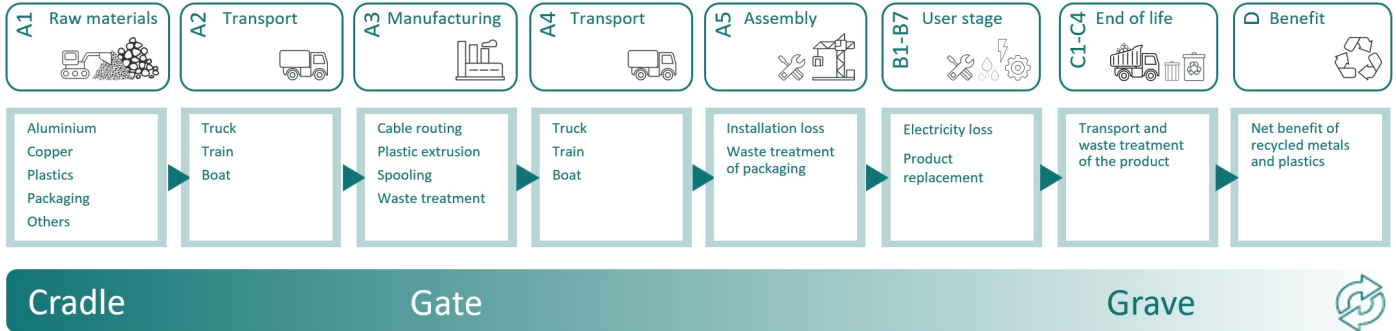 A1 Raw materials
A2 Transport
A3 Manufacturing
A4 Transport
A5 Assembly
B1-B7 User stage
C1-C4 End of life
D Benefit
Aluminium
Copper
Plastics
Packaging
Others
Truck
Train
Boat
Cable routing
Plastic extrusion
Spooling
Waste treatment
Truck
Train
Boat
Installation loss
Waste treatment
of packaging
Electricity loss
Product
replacement
Transport and
waste treatment
of the product
Net benefit of
recycled metals
and plastics
Cradle
Gate
Grave